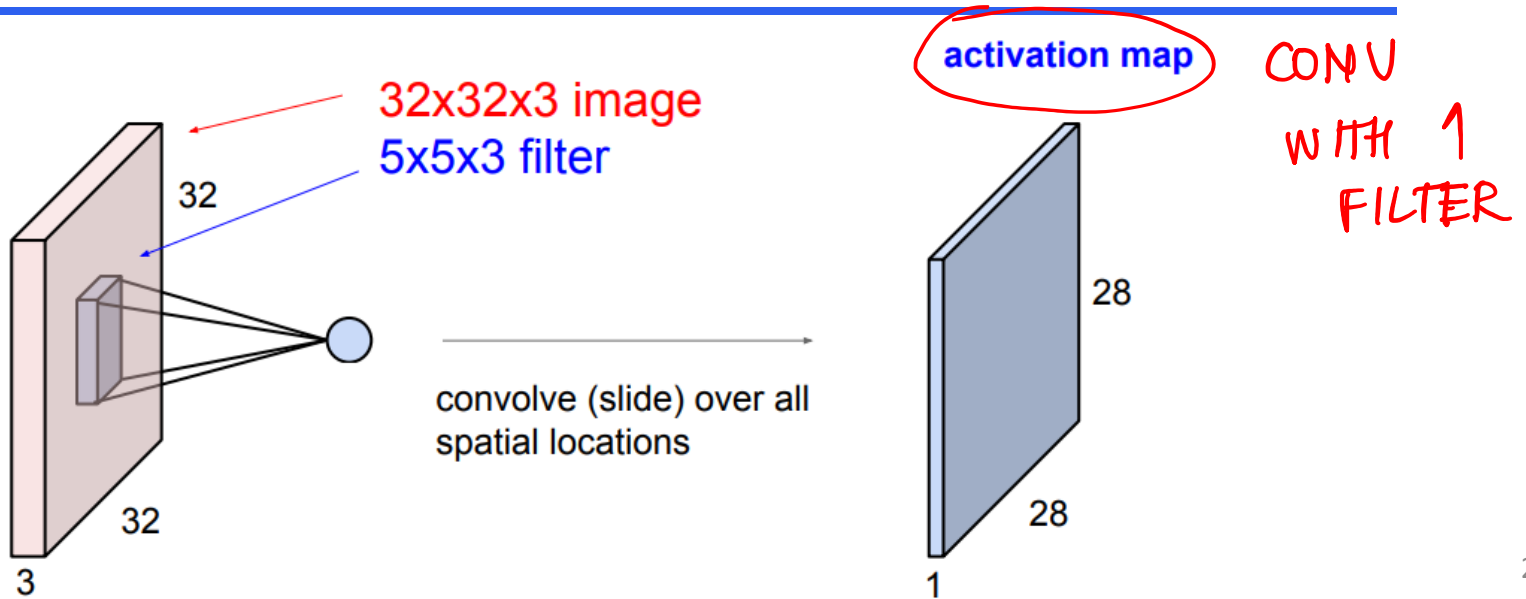 activation map
CONV
WITH 1
FILTER
32x32x3 image
5x5x3 filter
32
28
convolve (slide) over all
spatial locations
32
28
3
1